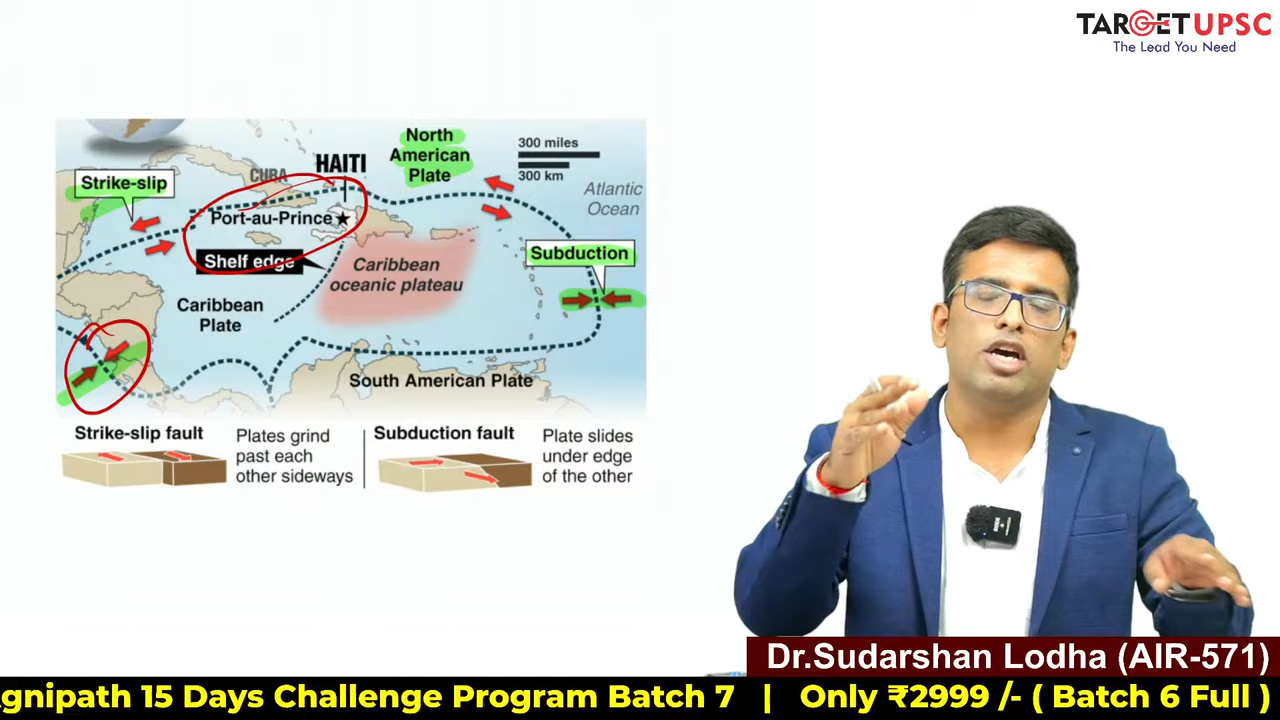 TARGET UPSC
The Lead You Need
North
American
Plate
300 miles
300 km
HAITI
CUBA
Strike-slip
Atlantic
Ocean
Port-au-Prince
Subduction
Shelf edge
Caribbean
oceanic plateau
Caribbean
Plate
South American Plate
Strike-slip fault
Plates grind
past each
other sideways
Subduction fault
Plate slides
under edge
of the other
Dr.Sudarshan Lodha (AIR-571)
gnipath 15 Days Challenge Program Batch 7 | Only ₹2999 /- ( Batch 6 Full )